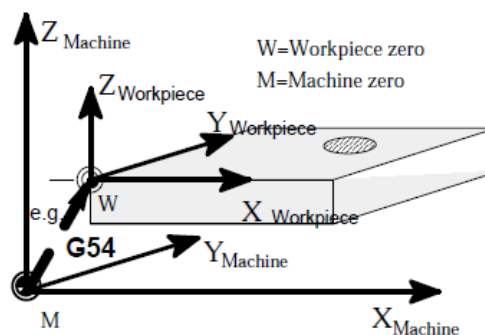 Z Machine
W=Workpiece zero
M=Machine zero
Z Workpiece
Y Workpiece
e.g.
W
X Workpiece
G54
Y Machine
M
X Machine